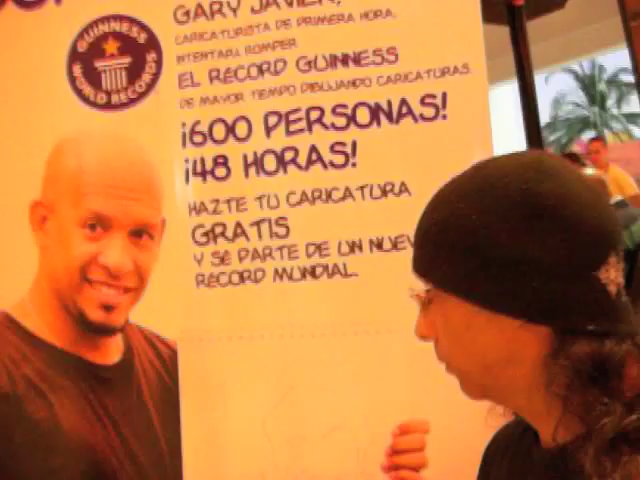 GARY JAVIER,
CARICATURISTA DE PRIMERA HORA,
INTENTARÁ ROMPER
EL RÉCORD GUINNESS
DE MAYOR TIEMPO DIBUJANDO CARICATURAS.
¡600 PERSONAS!
¡48 HORAS!
HAZTE TU CARICATURA
GRATIS
Y SÉ PARTE DE UN NUEV
RÉCORD MUNDIAL.
GUINNESS
WORLD RECORDS